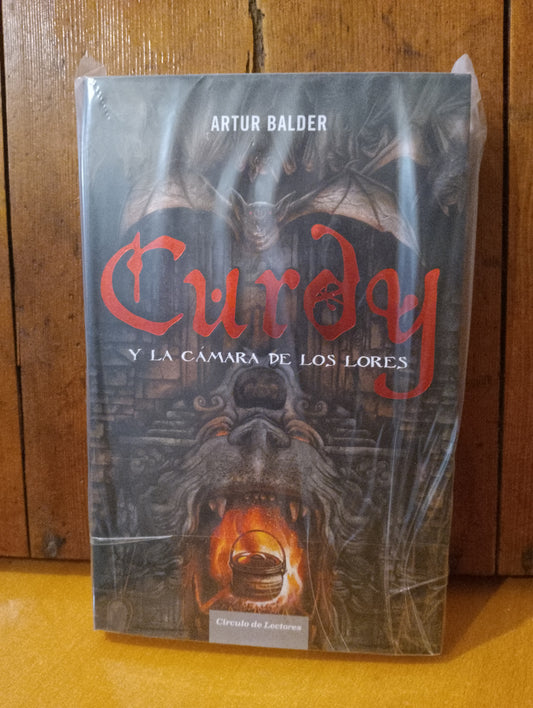 ARTUR BALDER
Curdy
Y LA CÁMARA DE LOS LORES
Círculo de Lectores